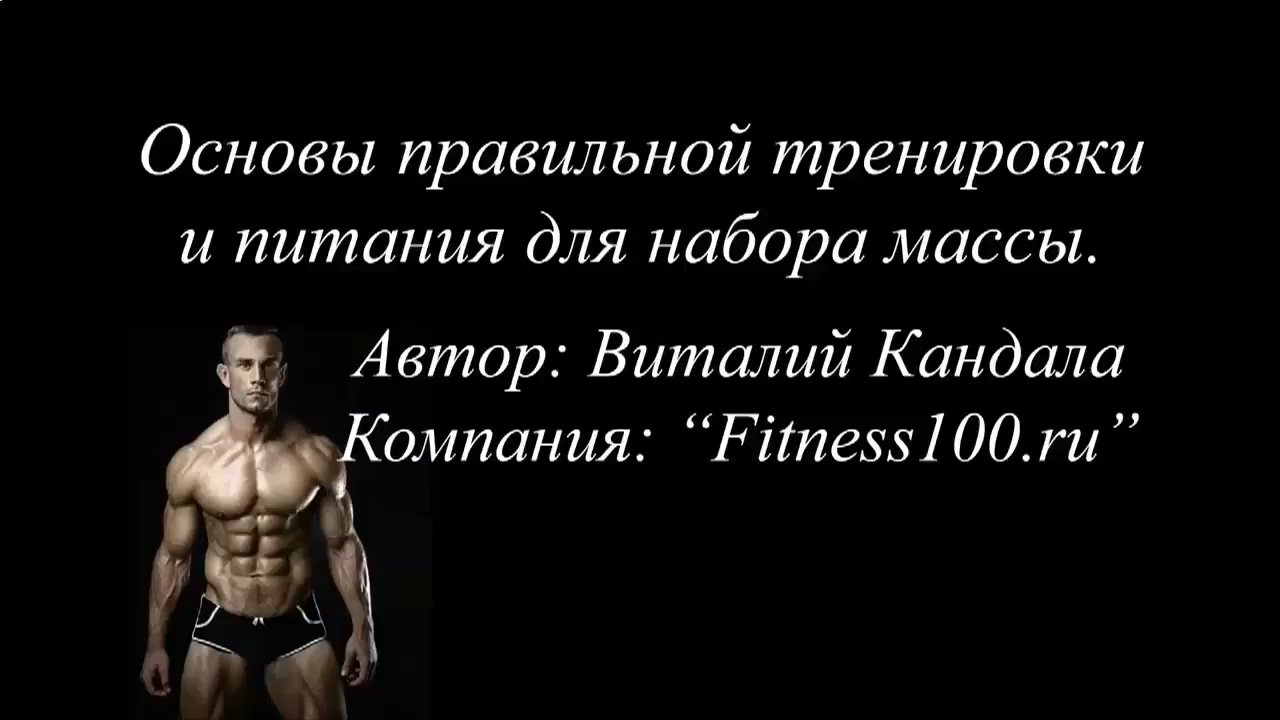 Основы правильной тренировки
и питания для набора массы.
Автор: Виталий Кандала
Компания: “Fitness100.ru”